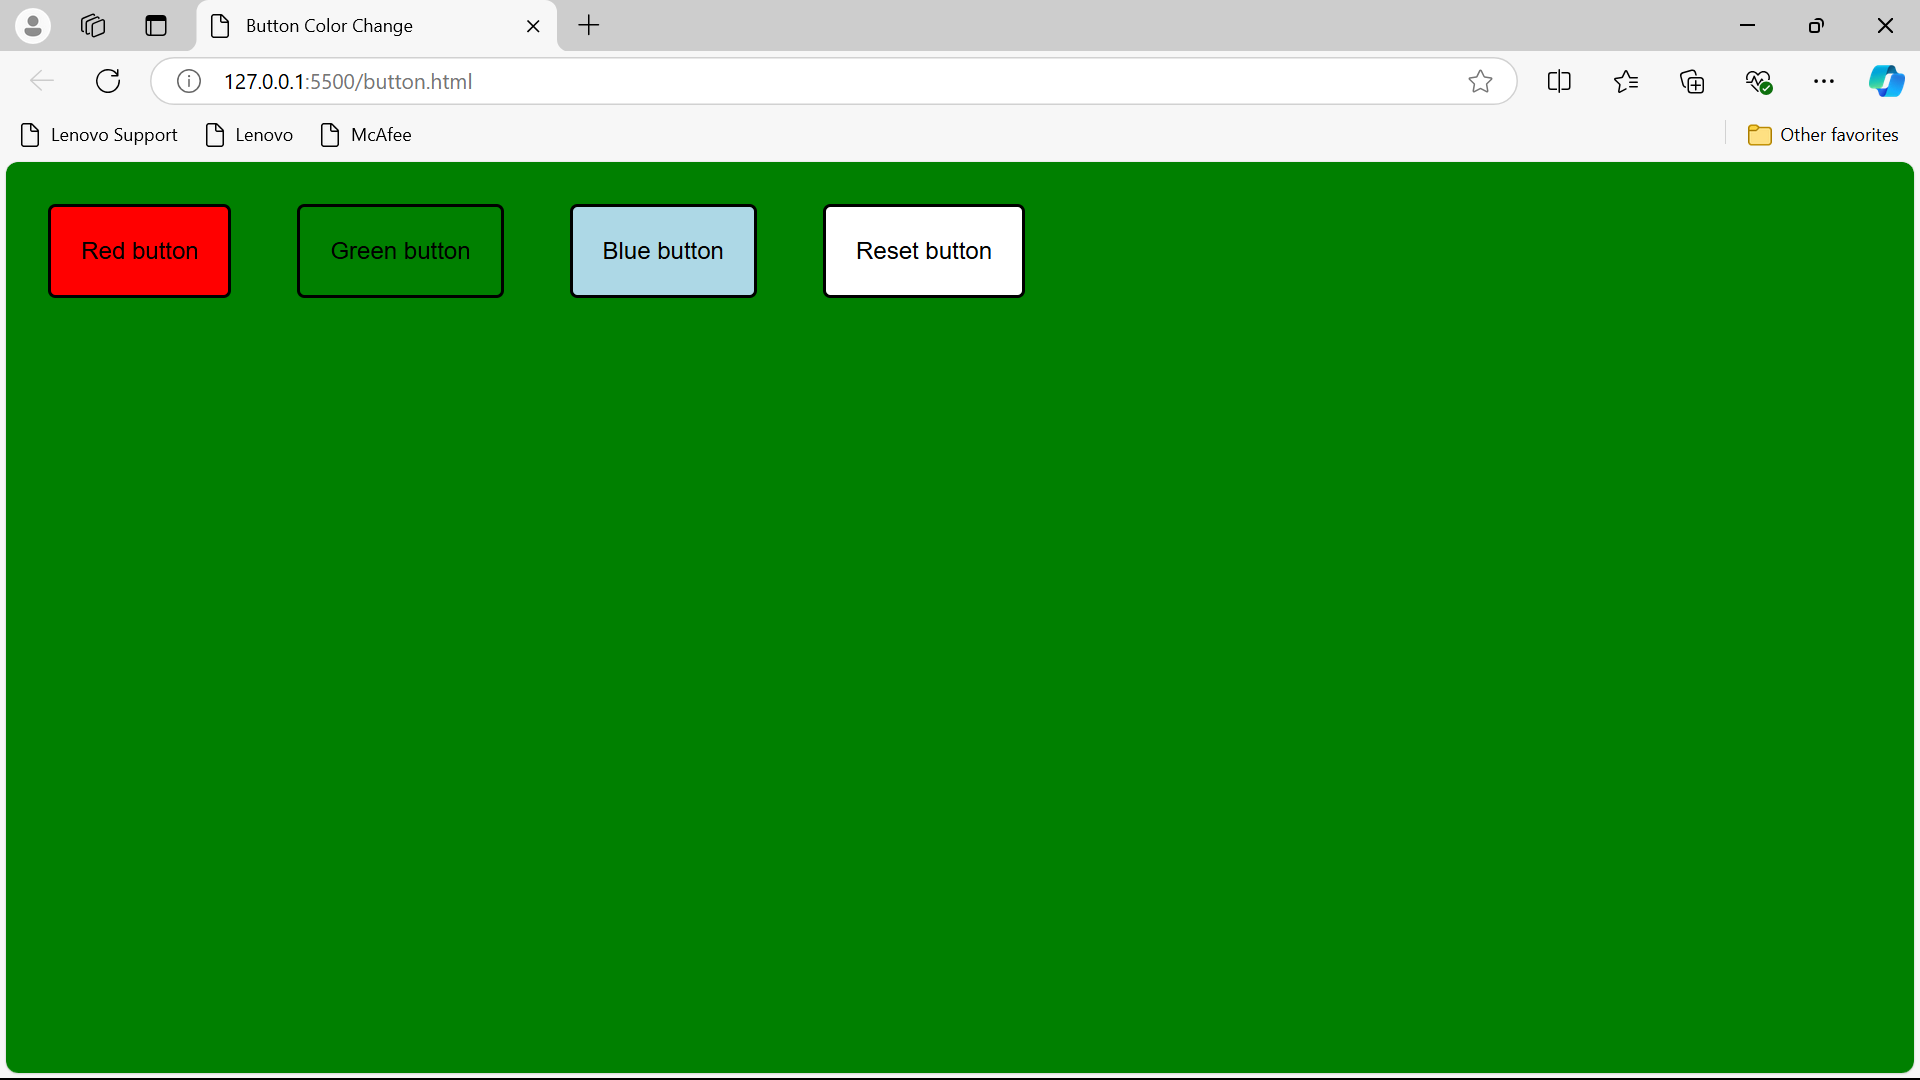 Button Color Change
127.0.0.1:5500/button.html
Lenovo Support Lenovo McAfee Other favorites
Red button Green button Blue button Reset button